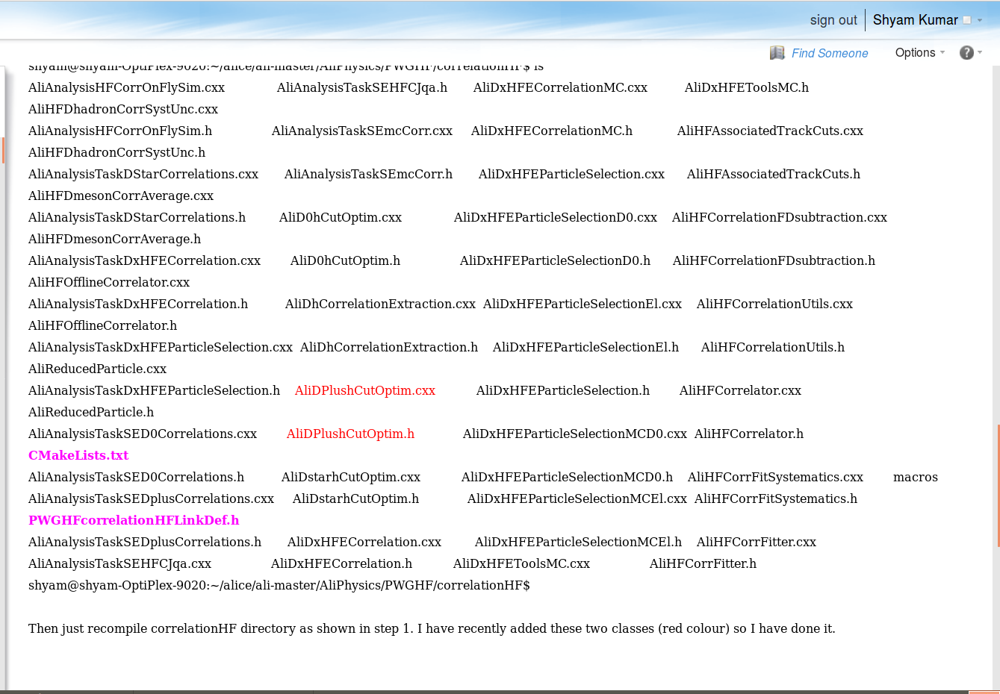 sign out Shyam Kumar
Find Someone Options ?
shyam@shyam-OptiPlex-9020:~/alice/ali-master/AliPhysics/PWGHF/correlationHF$ ls
AliAnalysisHFCorrOnFlySim.cxx AliAnalysisTaskSEHFCJqa.h AliDxHFECorrelationMC.cxx AliDxHFEToolsMC.h
AliHFDhadronCorrSystUnc.cxx
AliAnalysisHFCorrOnFlySim.h AliAnalysisTaskSEmcCorr.cxx AliDxHFECorrelationMC.h AliHFAssociatedTrackCuts.cxx
AliHFDhadronCorrSystUnc.h
AliAnalysisTaskDStarCorrelations.cxx AliAnalysisTaskSEmcCorr.h AliDxHFEParticleSelection.cxx AliHFAssociatedTrackCuts.h
AliHFDmesonCorrAverage.cxx
AliAnalysisTaskDStarCorrelations.h AliD0hCutOptim.cxx AliDxHFEParticleSelectionD0.cxx AliHFCorrelationFDsubtraction.cxx
AliHFDmesonCorrAverage.h
AliAnalysisTaskDxHFECorrelation.cxx AliD0hCutOptim.h AliDxHFEParticleSelectionD0.h AliHFCorrelationFDsubtraction.h
AliHFOfflineCorrelator.cxx
AliAnalysisTaskDxHFECorrelation.h AliDhCorrelationExtraction.cxx AliDxHFEParticleSelectionEl.cxx AliHFCorrelationUtils.cxx
AliHFOfflineCorrelator.h
AliAnalysisTaskDxHFEParticleSelection.cxx AliDhCorrelationExtraction.h AliDxHFEParticleSelectionEl.h AliHFCorrelationUtils.h
AliReducedParticle.cxx
AliAnalysisTaskDxHFEParticleSelection.h AliDPlushCutOptim.cxx AliDxHFEParticleSelection.h AliHFCorrelator.cxx
AliReducedParticle.h
AliAnalysisTaskSED0Correlations.cxx AliDPlushCutOptim.h AliDxHFEParticleSelectionMCD0.cxx AliHFCorrelator.h
CMakeLists.txt
AliAnalysisTaskSED0Correlations.h AliDstarhCutOptim.cxx AliDxHFEParticleSelectionMCD0.h AliHFCorrFitSystematics.cxx macros
AliAnalysisTaskSEDplusCorrelations.cxx AliDstarhCutOptim.h AliDxHFEParticleSelectionMCEl.cxx AliHFCorrFitSystematics.h
PWGHFcorrelationHFLinkDef.h
AliAnalysisTaskSEDplusCorrelations.h AliDxHFECorrelation.cxx AliDxHFEParticleSelectionMCEl.h AliHFCorrFitter.cxx
AliAnalysisTaskSEHFCJqa.cxx AliDxHFECorrelation.h AliDxHFEToolsMC.cxx AliHFCorrFitter.h
shyam@shyam-OptiPlex-9020:~/alice/ali-master/AliPhysics/PWGHF/correlationHF$
Then just recompile correlationHF directory as shown in step 1. I have recently added these two classes (red colour) so I have done it.